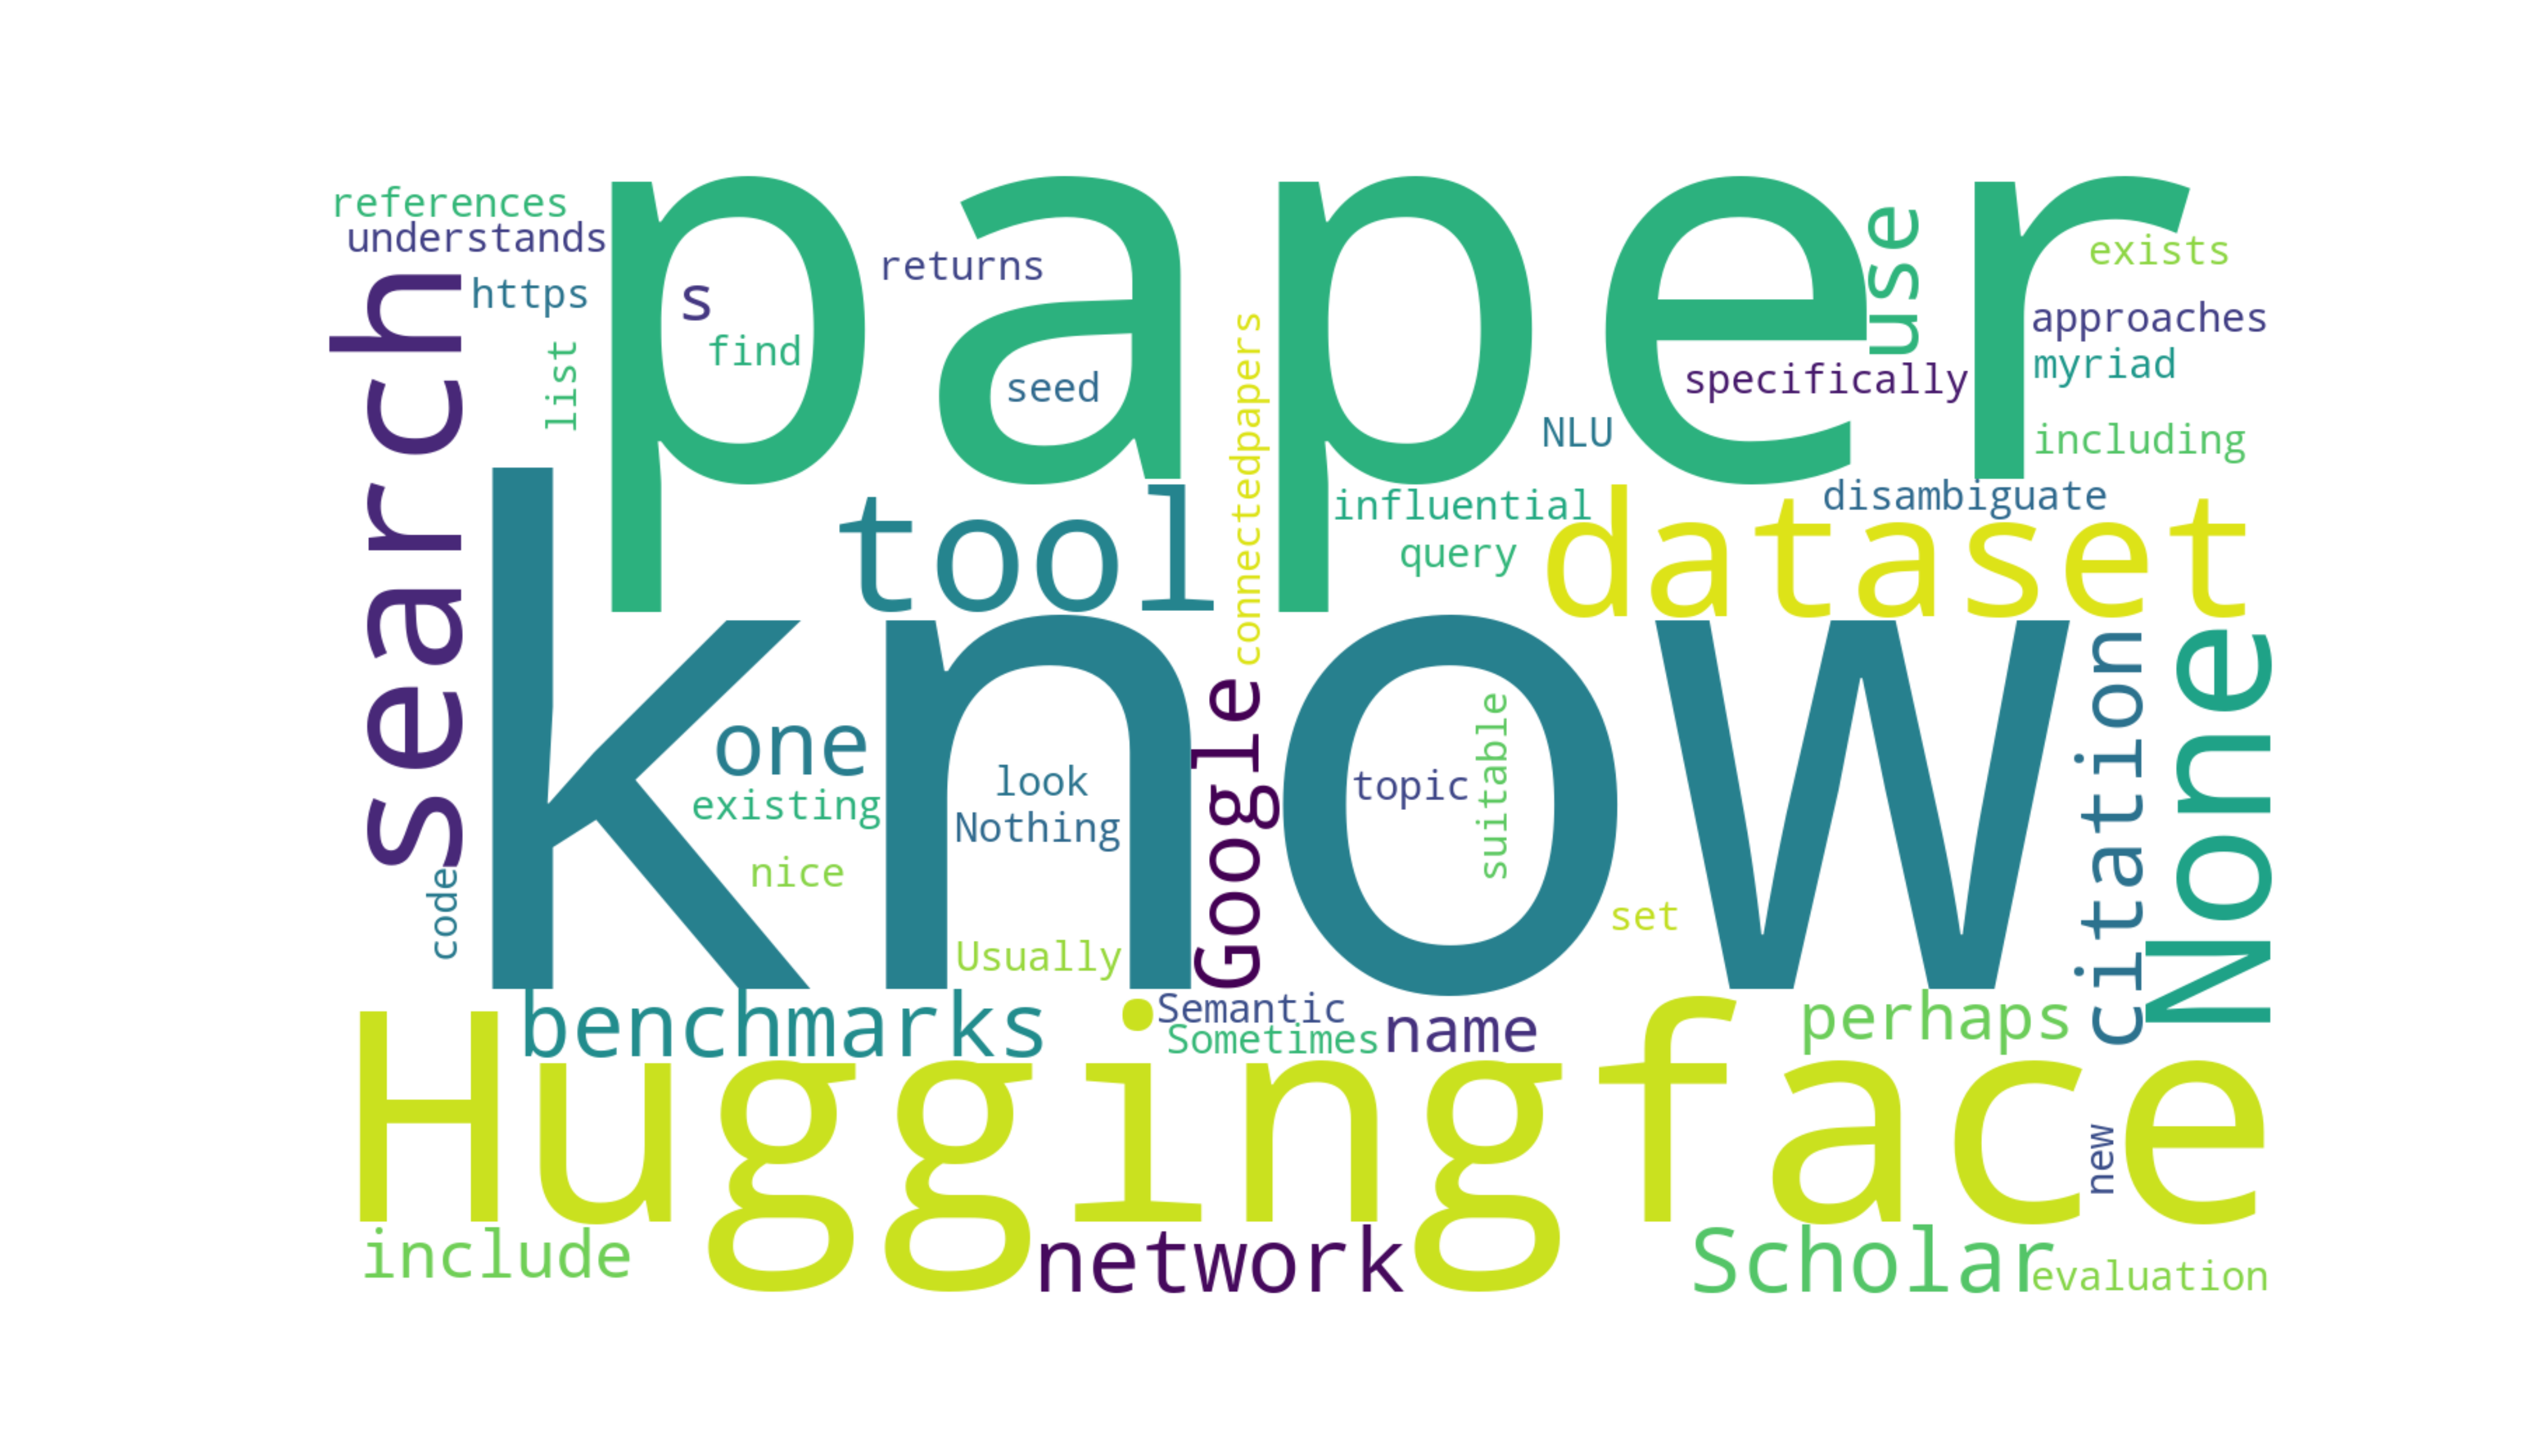 paper
references
understands
search
https
s
find
list
returns
seed
connectedpapers
use
exists
approaches
myriad
specifically
NLU
including
disambiguate
influential
query
tool
dataset
know
one
existing
nice
look
Nothing
Usually
Google
topic
suitable
set
citation
None
code
benchmarks
Semantic
Sometimes
name
perhaps
Huggingface
new
include
network
Scholar
evaluation